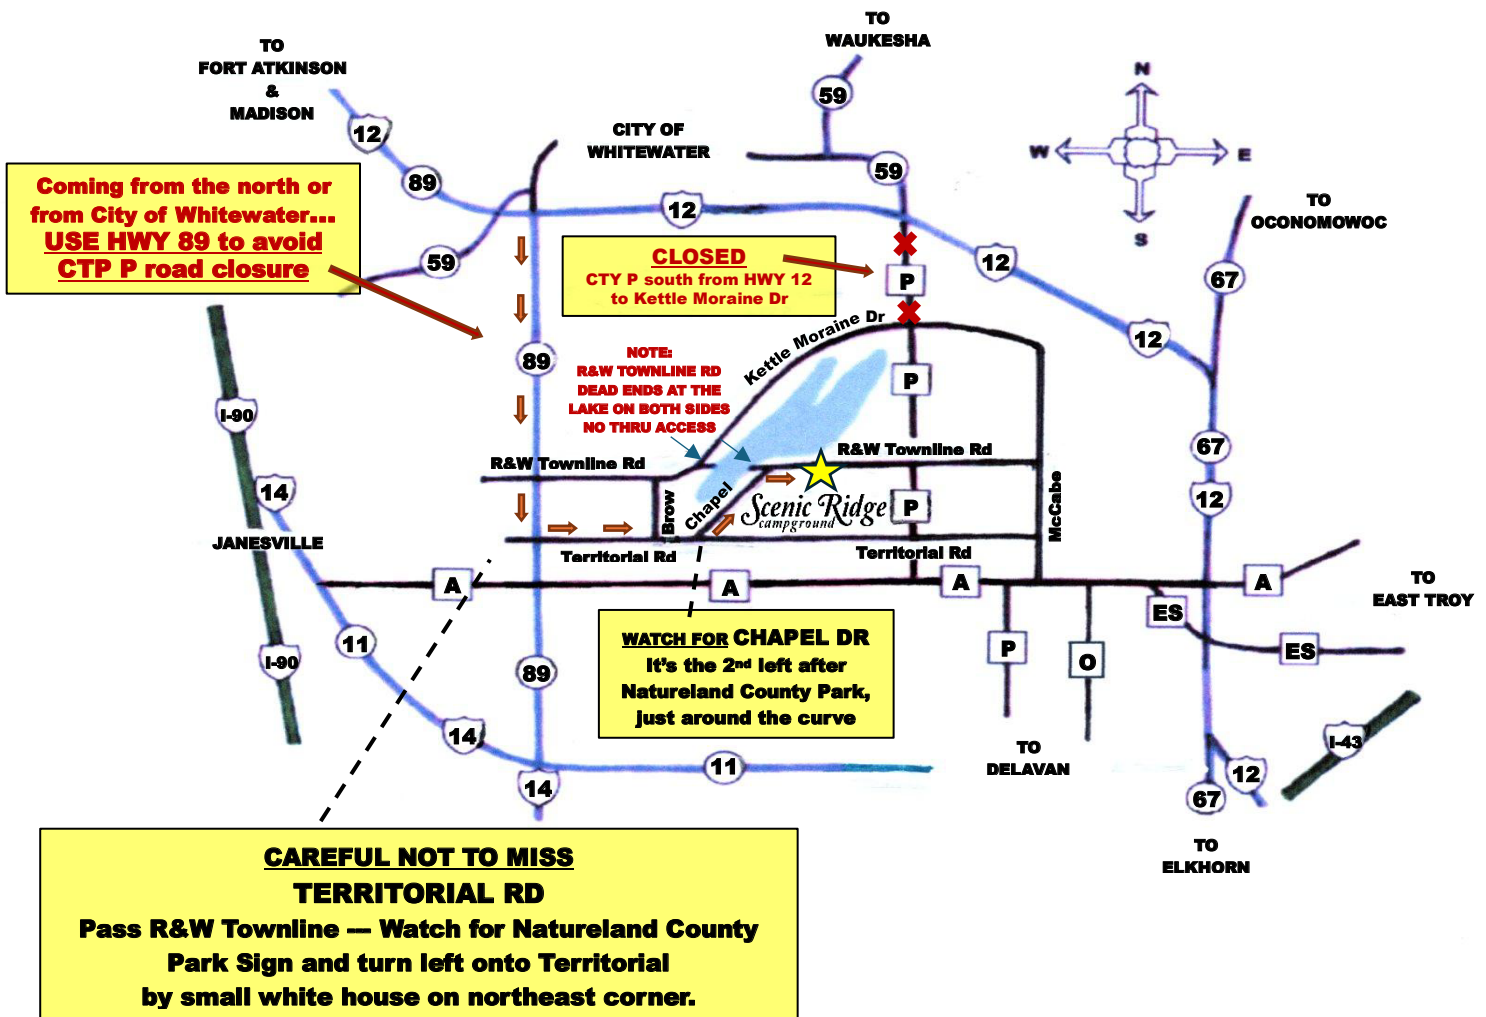 TO
WAUKESHA
TO
FORT ATKINSON
&
MADISON
N
W
E
S
59
12
CITY OF
WHITEWATER
59
89
Coming from the north or
from City of Whitewater...
USE HWY 89 to avoid
CTP P road closure
12
TO
OCONOMOWOC
59
CLOSED
CTY P south from HWY 12
to Kettle Moraine Dr
P
12
67
Kettle Moraine Dr
12
89
NOTE:
R&W TOWNLINE RD
DEAD ENDS AT THE
LAKE ON BOTH SIDES
NO THRU ACCESS
P
I-90
67
R&W Townline Rd
R&W Townline Rd
14
12
Brow
Chapel
Scenic Ridge
campground
P
McCabe
JANESVILLE
Territorial Rd
Territorial Rd
A
A
A
A
TO
EAST TROY
ES
ES
WATCH FOR CHAPEL DR
It's the 2nd left after
Natureland County Park,
just around the curve
11
I-90
P
O
89
14
I-43
11
TO
DELAVAN
14
12
67
TO
ELKHORN
CAREFUL NOT TO MISS
TERRITORIAL RD
Pass R&W Townline --- Watch for Natureland County
Park Sign and turn left onto Territorial
by small white house on northeast corner.